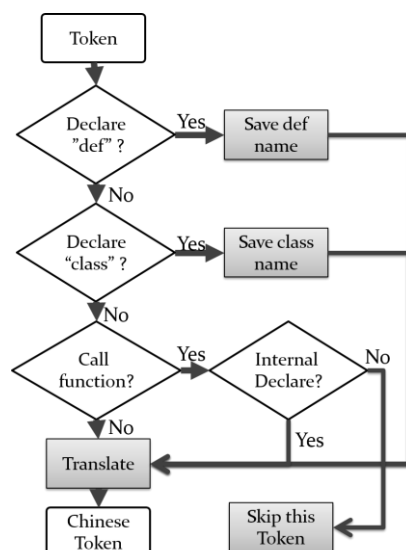 Token
Declare
"def" ?
Yes
Save def
name
No
Declare
"class" ?
Yes
Save class
name
No
Call
function?
Yes
Internal
Declare?
No
No
Yes
Translate
Chinese
Token
Skip this
Token